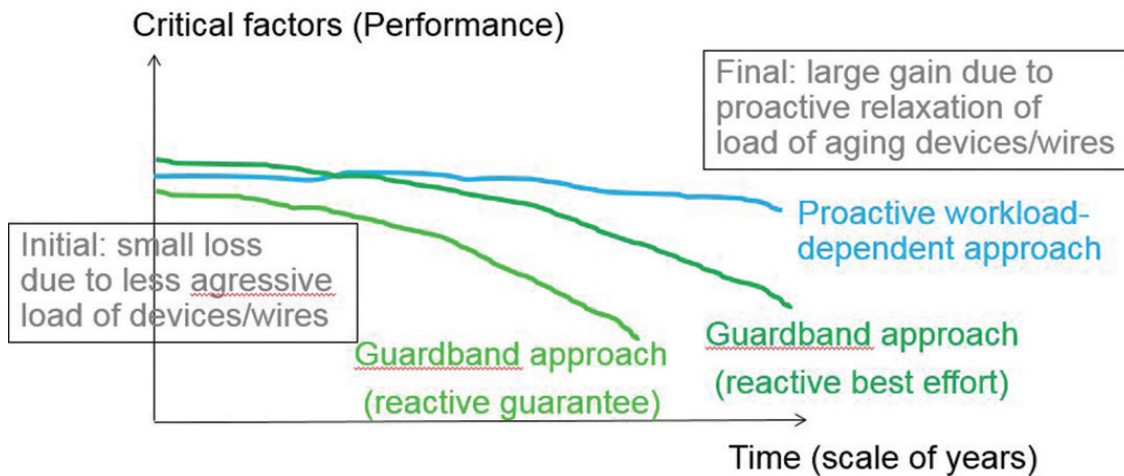 Critical factors (Performance)
Final: large gain due to
proactive relaxation of
load of aging devices/wires
Proactive workload-
dependent approach
Initial: small loss
due to less agressive
load of devices/wires
Guardband approach
(reactive guarantee)
Guardband approach
(reactive best effort)
Time (scale of years)